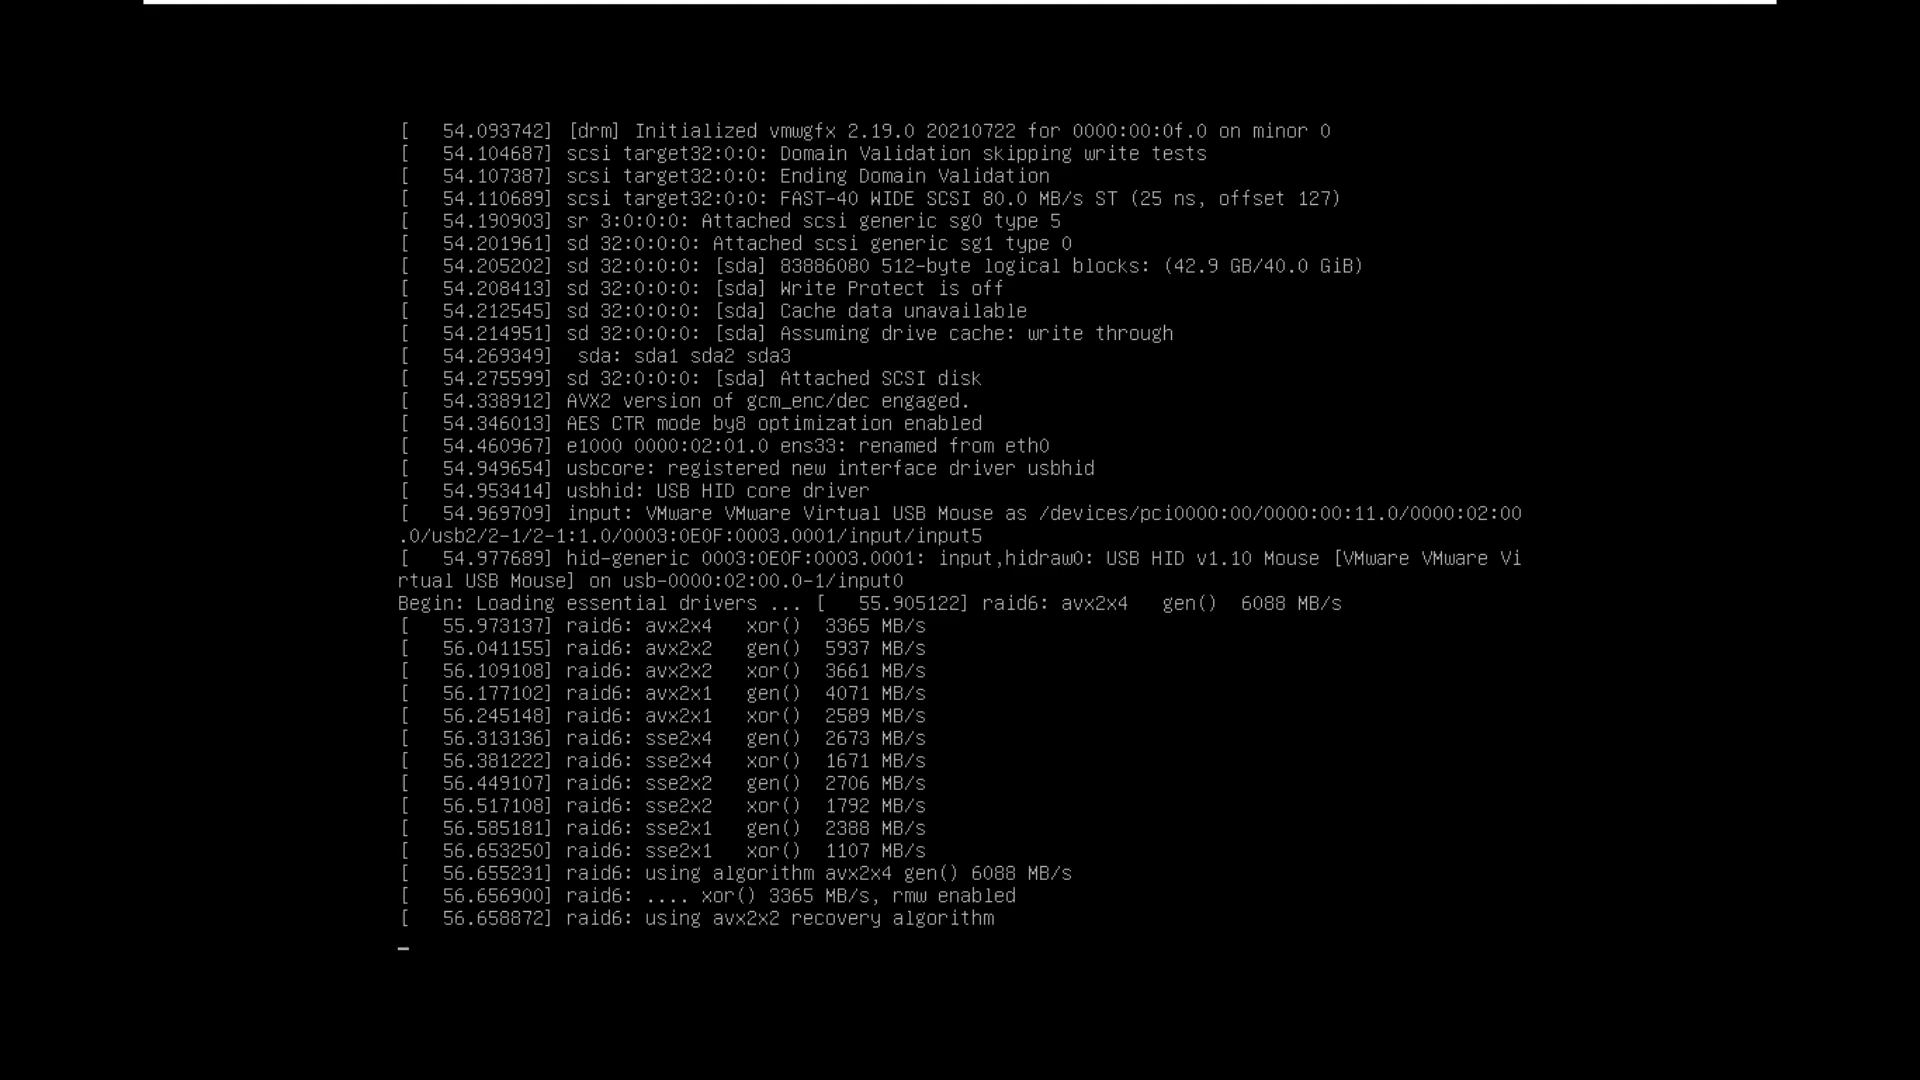 [   54.093742] [drm] Initialized vmwgfx 2.19.0 20210722 for 0000:00:0f.0 on minor 0
[   54.104687] scsi target32:0:0: Domain Validation skipping write tests
[   54.107387] scsi target32:0:0: Ending Domain Validation
[   54.110689] scsi target32:0:0: FAST-40 WIDE SCSI 80.0 MB/s ST (25 ns, offset 127)
[   54.190903] sr 3:0:0:0: Attached scsi generic sg0 type 5
[   54.201961] sd 32:0:0:0: Attached scsi generic sg1 type 0
[   54.205202] sd 32:0:0:0: [sda] 83886080 512-byte logical blocks: (42.9 GB/40.0 GiB)
[   54.208413] sd 32:0:0:0: [sda] Write Protect is off
[   54.212545] sd 32:0:0:0: [sda] Cache data unavailable
[   54.214951] sd 32:0:0:0: [sda] Assuming drive cache: write through
[   54.269349]  sda: sda1 sda2 sda3
[   54.275599] sd 32:0:0:0: [sda] Attached SCSI disk
[   54.338912] AVX2 version of gcm_enc/dec engaged.
[   54.346013] AES CTR mode by8 optimization enabled
[   54.460967] e1000 0000:02:01.0 ens33: renamed from eth0
[   54.949654] usbcore: registered new interface driver usbhid
[   54.953414] usbhid: USB HID core driver
[   54.969709] input: VMware VMware Virtual USB Mouse as /devices/pci0000:00/0000:00:11.0/0000:02:00
.0/usb2/2-1/2-1:1.0/0003:0E0F:0003.0001/input/input5
[   54.977689] hid-generic 0003:0E0F:0003.0001: input,hidraw0: USB HID v1.10 Mouse [VMware VMware Vi
rtual USB Mouse] on usb-0000:02:00.0-1/input0
Begin: Loading essential drivers ... [   55.905122] raid6: avx2x4   gen()  6088 MB/s
[   55.973137] raid6: avx2x4   xor()  3365 MB/s
[   56.041155] raid6: avx2x2   gen()  5937 MB/s
[   56.109108] raid6: avx2x2   xor()  3661 MB/s
[   56.177102] raid6: avx2x1   gen()  4071 MB/s
[   56.245148] raid6: avx2x1   xor()  2589 MB/s
[   56.313136] raid6: sse2x4   gen()  2673 MB/s
[   56.381222] raid6: sse2x4   xor()  1671 MB/s
[   56.449107] raid6: sse2x2   gen()  2706 MB/s
[   56.517108] raid6: sse2x2   xor()  1792 MB/s
[   56.585181] raid6: sse2x1   gen()  2388 MB/s
[   56.653250] raid6: sse2x1   xor()  1107 MB/s
[   56.655231] raid6: using algorithm avx2x4 gen() 6088 MB/s
[   56.656900] raid6: .... xor() 3365 MB/s, rmw enabled
[   56.658872] raid6: using avx2x2 recovery algorithm